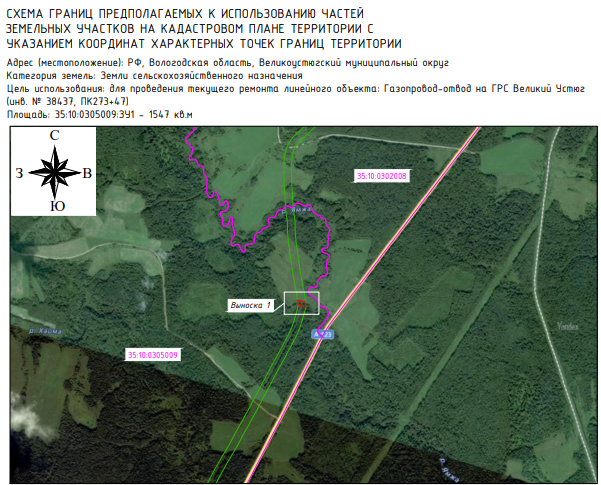 СХЕМА ГРАНИЦ ПРЕДПОЛАГАЕМЫХ К ИСПОЛЬЗОВАНИЮ ЧАСТЕЙ
ЗЕМЕЛЬНЫХ УЧАСТКОВ НА КАДАСТРОВОМ ПЛАНЕ ТЕРРИТОРИИ С
УКАЗАНИЕМ КООРДИНАТ ХАРАКТЕРНЫХ ТОЧЕК ГРАНИЦ ТЕРРИТОРИИ
Адрес (местоположение): РФ, Вологодская область, Великоустюгский муниципальный округ
Категория земель: Земли сельскохозяйственного назначения
Цель использования: для проведения текущего ремонта линейного объекта: Газопровод-отвод на ГРС Великий Устюг
(инв. № 38437, ПК273+47)
Площадь: 35:10:0305009:ЗУ1 - 1547 кв.м
С
З В
Ю
35:10:0302008
Выноска 1
35:10:0305009
Yandex